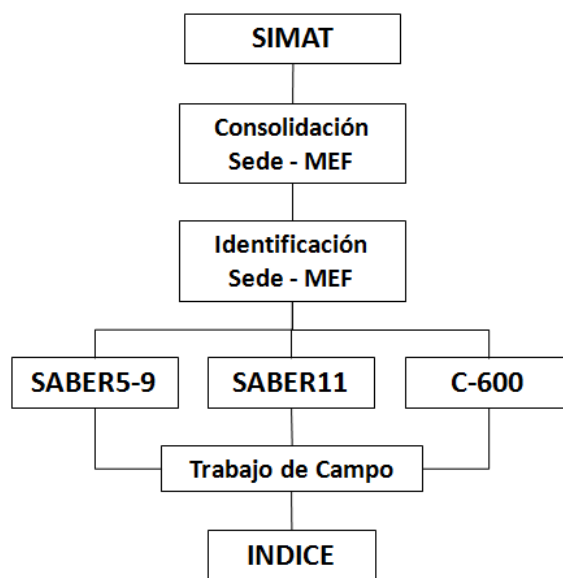 SIMAT
Consolidación
Sede - MEF
Identificación
Sede - MEF
SABER5-9
SABER11
C-600
Trabajo de Campo
INDICE